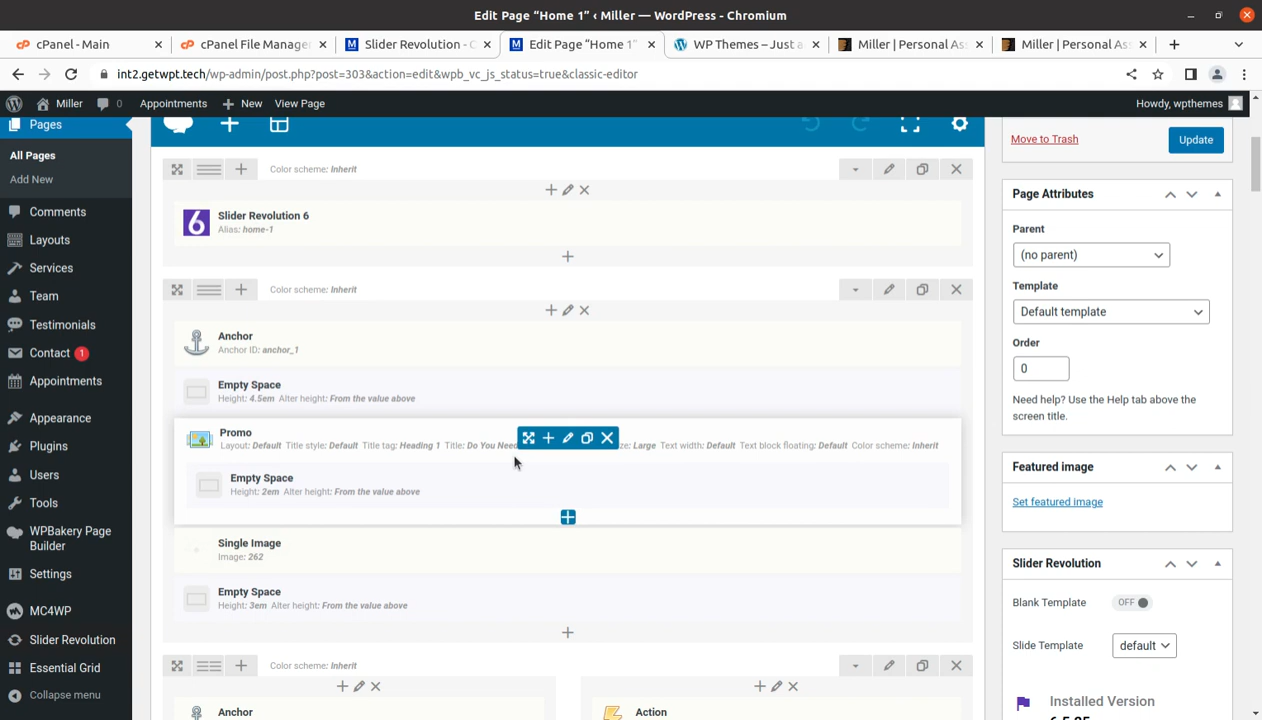 Edit Page “Home 1” ‹ Miller — WordPress - Chromium
cPanel - Main
cPanel File Manage
Slider Revolution - C
Edit Page “Home 1”
WP Themes – Just a
Miller | Personal As
Miller | Personal As
int2.getwpt.tech/wp-admin/post.php?post=303&action=edit&wpb_vc_js_status=true&classic-editor
Miller
0
Appointments
New
View Page
Howdy, wpthemes
Pages
All Pages
Add New
Comments
Layouts
Services
Team
Testimonials
Contact 1
Appointments
Appearance
Plugins
Users
Tools
WPBakery Page
Builder
Settings
MC4WP
Slider Revolution
Essential Grid
Collapse menu
Color scheme: Inherit
6
Slider Revolution 6
Alias: home-1
Color scheme: Inherit
Anchor
Anchor ID: anchor_1
Empty Space
Height: 4.5em Alter height: From the value above
Promo
Layout: Default Title style: Default Title tag: Heading 1 Title: Do You Need ize: Large Text width: Default Text block floating: Default Color scheme: Inherit
Empty Space
Height: 2em Alter height: From the value above
Single Image
Image: 262
Empty Space
Height: 3em Alter height: From the value above
Color scheme: Inherit
Anchor
Action
Move to Trash
Update
Page Attributes
Parent
(no parent)
Template
Default template
Order
0
Need help? Use the Help tab above the
screen title.
Featured image
Set featured image
Slider Revolution
Blank Template
OFF
Slide Template
default
Installed Version